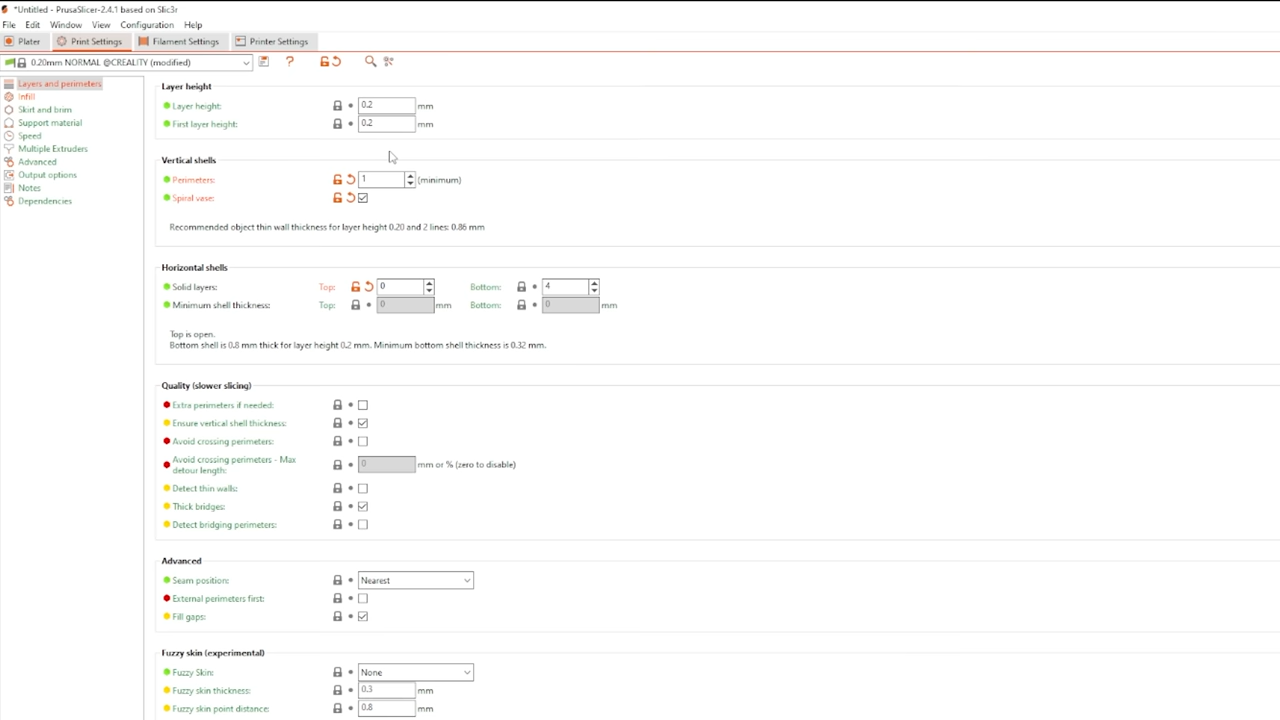 *Untitled - PrusaSlicer-2.4.1 based on Slic3r
File Edit Window View Configuration Help
Plater Print Settings Filament Settings Printer Settings
0.20mm NORMAL @CREALITY (modified)
Layers and perimeters
Infill
Skirt and brim
Support material
Speed
Multiple Extruders
Advanced
Output options
Notes
Dependencies
Layer height
Layer height: 0.2 mm
First layer height: 0.2 mm
Vertical shells
Perimeters: 1 (minimum)
Spiral vase:
Recommended object thin wall thickness for layer height 0.20 and 2 lines: 0.86 mm
Horizontal shells
Solid layers: Top: 0 Bottom: 4
Minimum shell thickness: Top: 0 mm Bottom: 0 mm
Top is open.
Bottom shell is 0.8 mm thick for layer height 0.2 mm. Minimum bottom shell thickness is 0.32 mm.
Quality (slower slicing)
Extra perimeters if needed:
Ensure vertical shell thickness:
Avoid crossing perimeters:
Avoid crossing perimeters - Max
detour length: 0 mm or % (zero to disable)
Detect thin walls:
Thick bridges:
Detect bridging perimeters:
Advanced
Seam position: Nearest
External perimeters first:
Fill gaps:
Fuzzy skin (experimental)
Fuzzy Skin: None
Fuzzy skin thickness: 0.3 mm
Fuzzy skin point distance: 0.8 mm